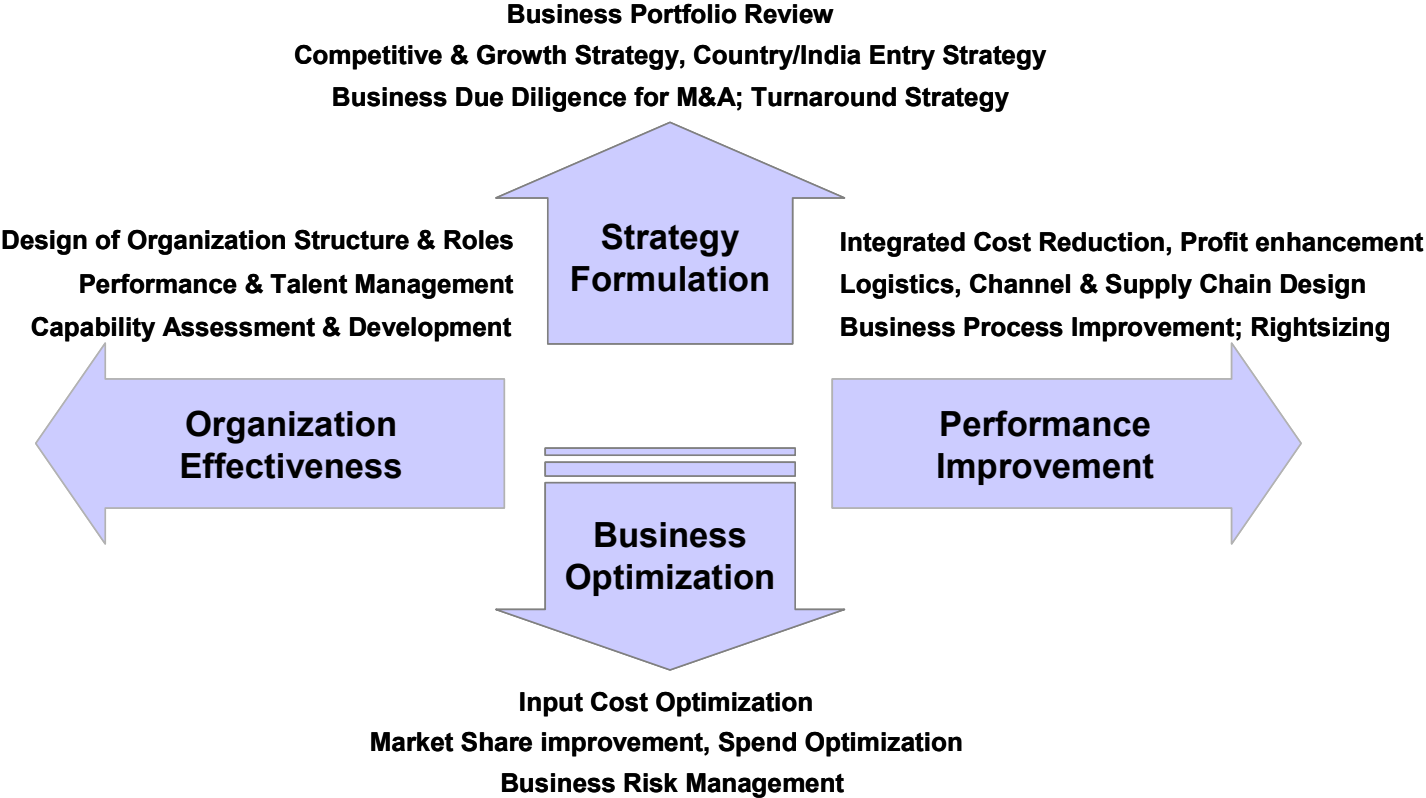 Business Portfolio Review
Competitive & Growth Strategy, Country/India Entry Strategy
Business Due Diligence for M&A; Turnaround Strategy
Strategy
Formulation
Design of Organization Structure & Roles
Performance & Talent Management
Capability Assessment & Development
Integrated Cost Reduction, Profit enhancement
Logistics, Channel & Supply Chain Design
Business Process Improvement; Rightsizing
Organization
Effectiveness
Performance
Improvement
Business
Optimization
Input Cost Optimization
Market Share improvement, Spend Optimization
Business Risk Management